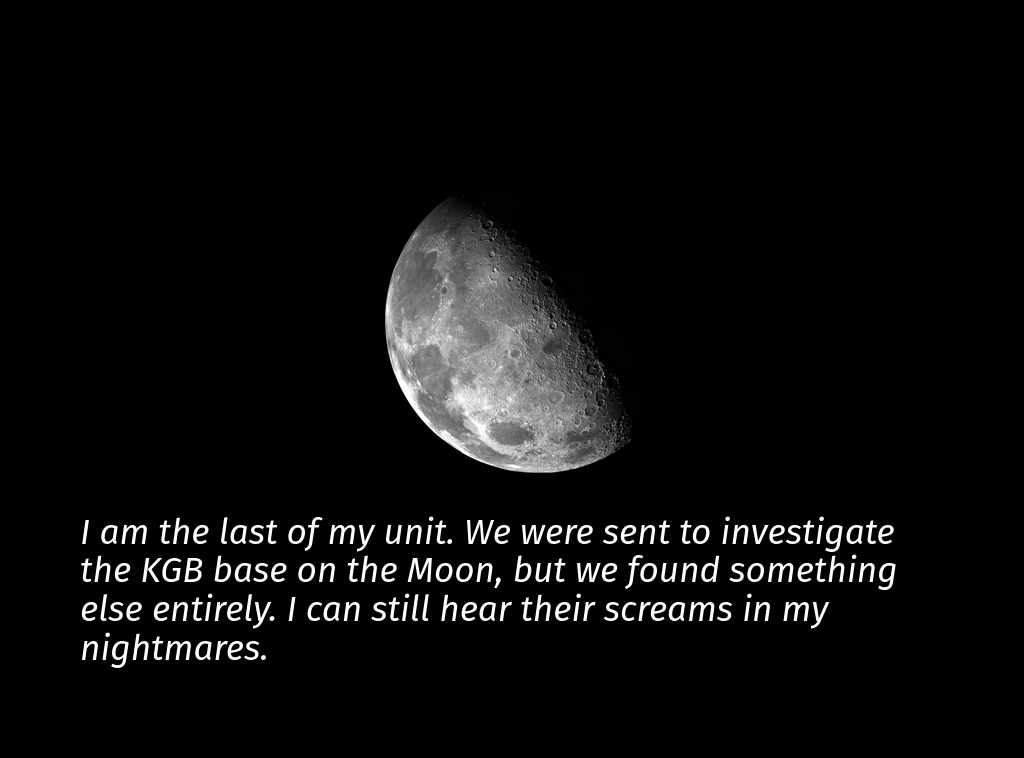 I am the last of my unit. We were sent to investigate
the KGB base on the Moon, but we found something
else entirely. I can still hear their screams in my
nightmares.